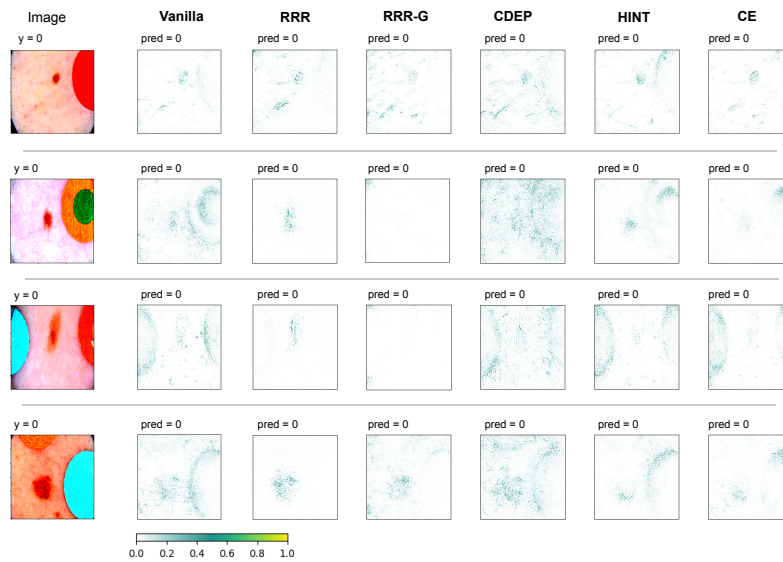 Image Vanilla RRR RRR-G CDEP HINT CE
y = 0 pred = 0 pred = 0 pred = 0 pred = 0 pred = 0 pred = 0
y = 0 pred = 0 pred = 0 pred = 0 pred = 0 pred = 0 pred = 0
y = 0 pred = 0 pred = 0 pred = 0 pred = 0 pred = 0 pred = 0
y = 0 pred = 0 pred = 0 pred = 0 pred = 0 pred = 0 pred = 0
0.0 0.2 0.4 0.6 0.8 1.0